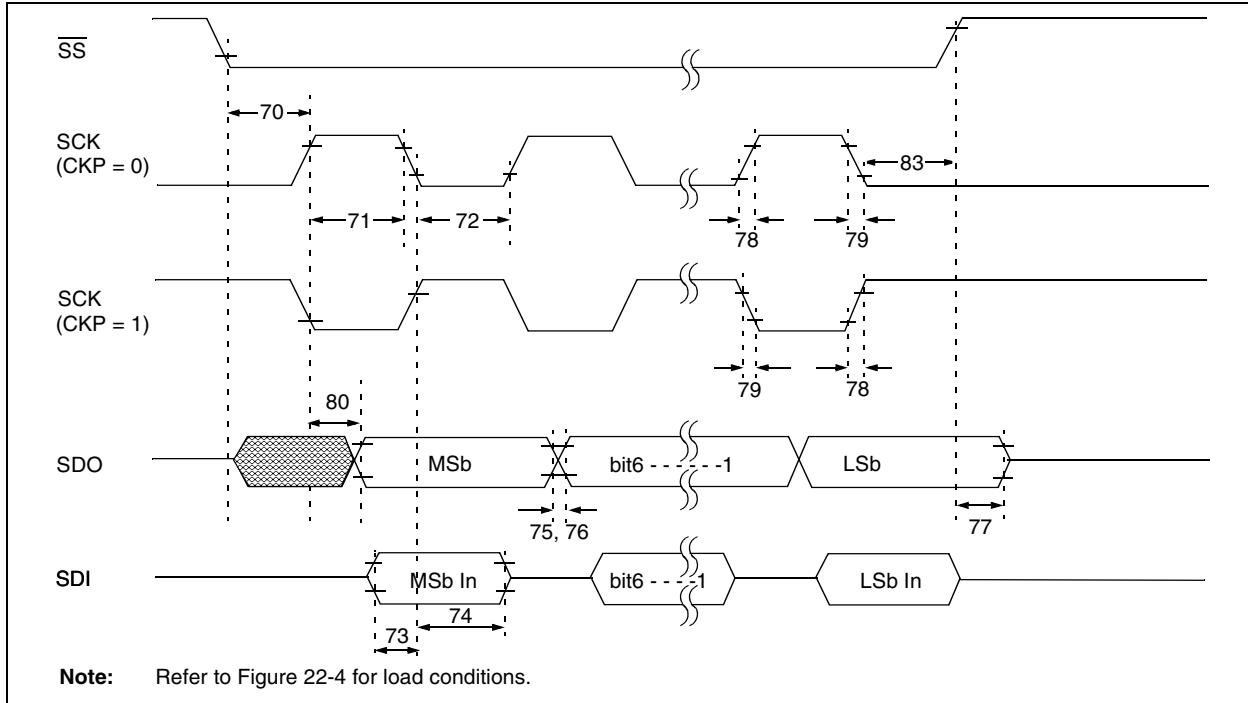 SS
70
SCK
(CKP = 0)
83
71
72
78
79
SCK
(CKP = 1)
79
78
80
SDO
MSb
bit6 - - - - - -1
LSb
75, 76
77
SDI
MSb In
bit6 - - - -1
LSb In
74
73
Note: Refer to Figure 22-4 for load conditions.